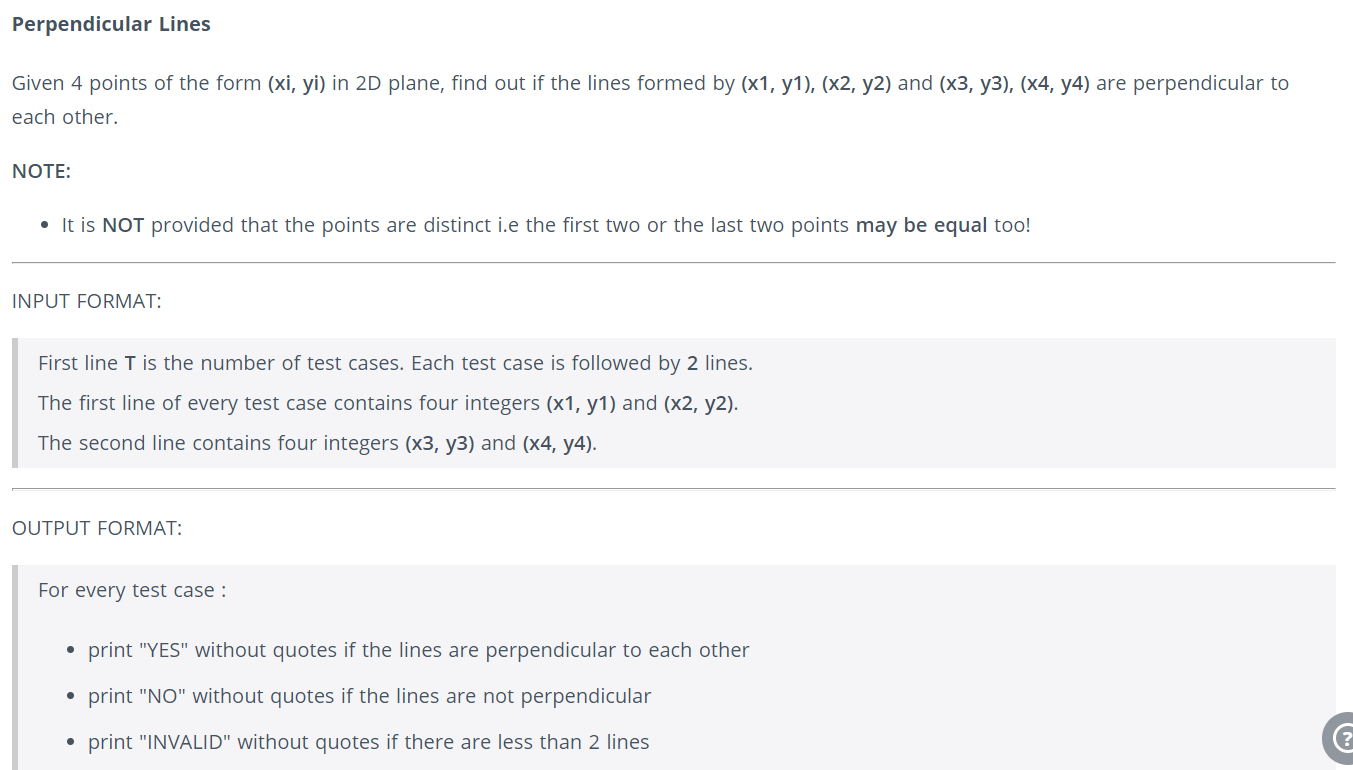 Perpendicular Lines
Given 4 points of the form (xi, yi) in 2D plane, find out if the lines formed by (x1, y1), (x2, y2) and (x3, y3), (x4, y4) are perpendicular to
each other.
NOTE:
• It is NOT provided that the points are distinct i.e the first two or the last two points may be equal too!
INPUT FORMAT:
First line T is the number of test cases. Each test case is followed by 2 lines.
The first line of every test case contains four integers (x1, y1) and (x2, y2).
The second line contains four integers (x3, y3) and (x4, y4).
OUTPUT FORMAT:
For every test case :
• print "YES" without quotes if the lines are perpendicular to each other
• print "NO" without quotes if the lines are not perpendicular
• print "INVALID" without quotes if there are less than 2 lines
?